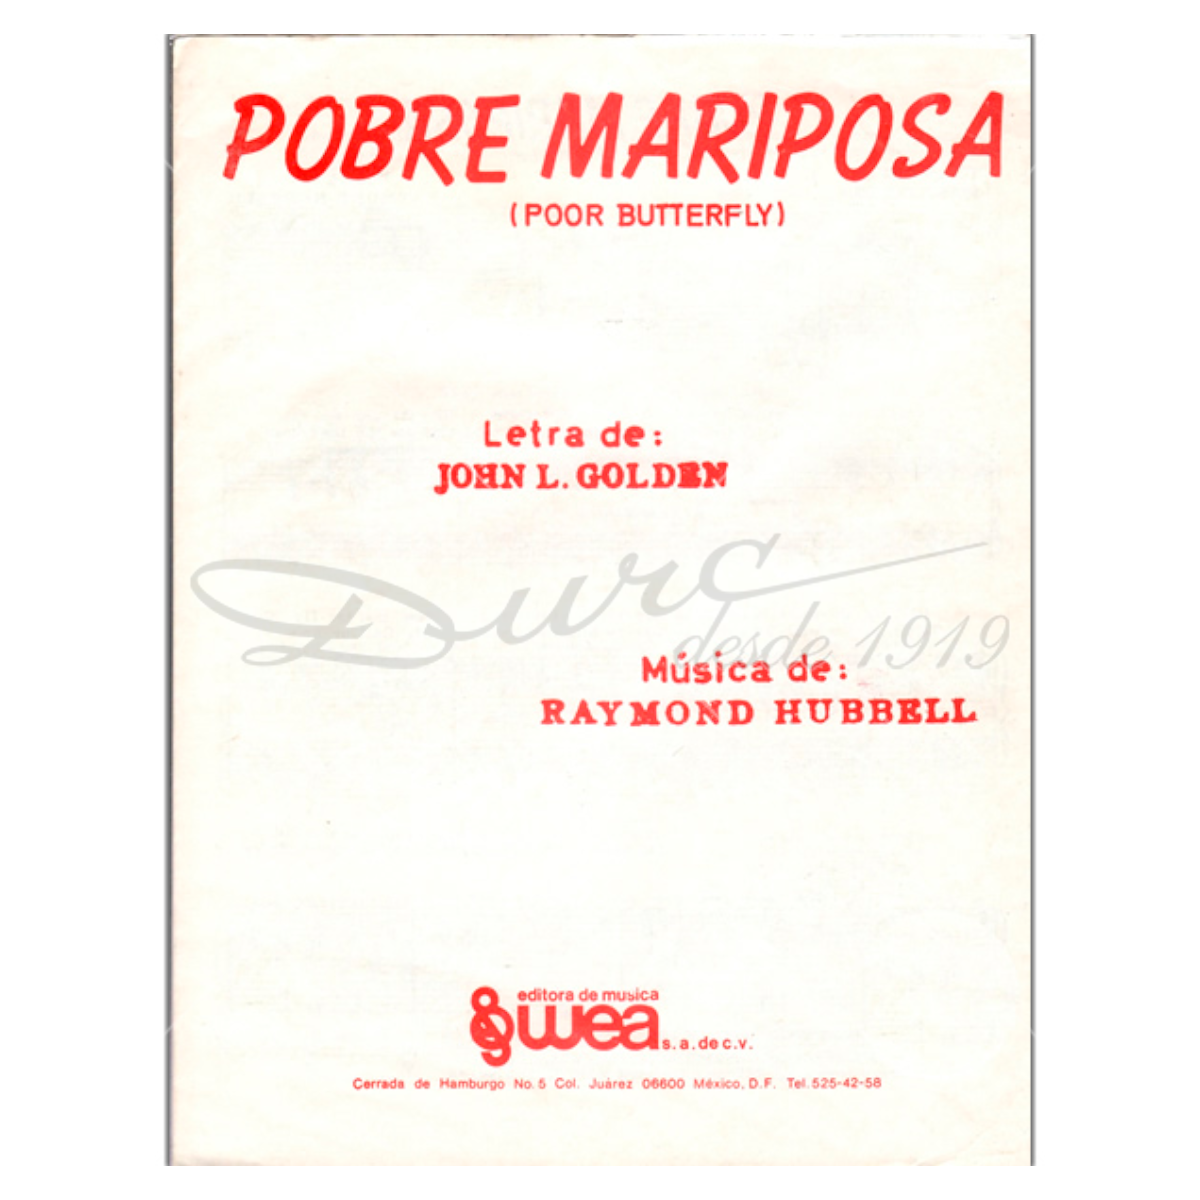 POBRE MARIPOSA
(POOR BUTTERFLY)
Letra de:
JOHN L. GOLDEN
Durc
desde 1919
Música de:
RAYMOND HUBBELL
editora de musica
wea s.a. de c.v.
Cerrada de Hamburgo No. 5 Col. Juárez 06600 México, D.F. Tel. 525-42-58